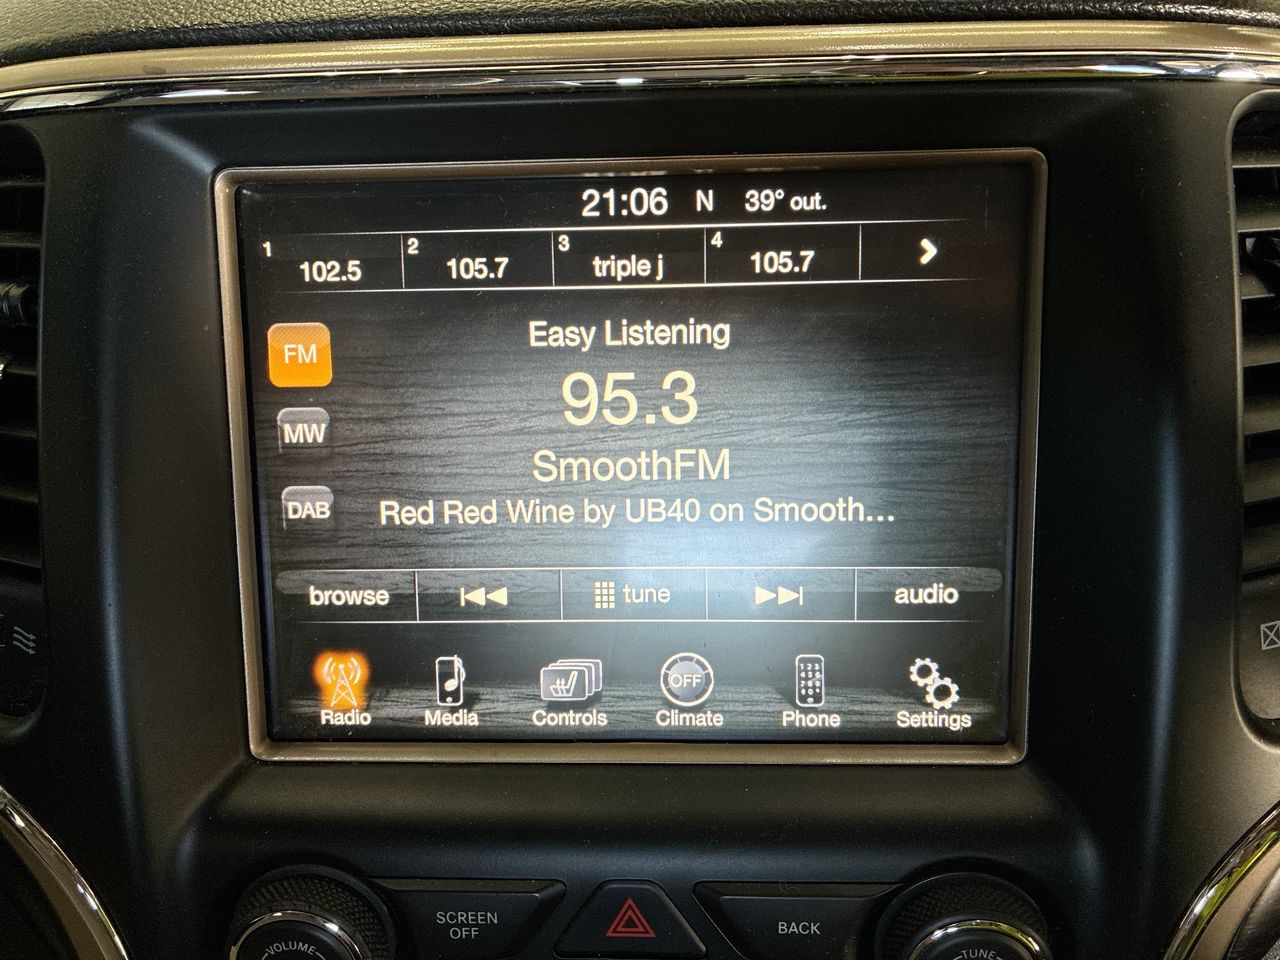 21:06 N 39° out.
1 102.5 2 105.7 3 triple j 4 105.7
Easy Listening
FM
95.3
MW
SmoothFM
DAB
Red Red Wine by UB40 on Smooth...
browse tune audio
OFF
Radio Media Controls Climate Phone Settings
SCREEN OFF
BACK
VOLUME
TUNE